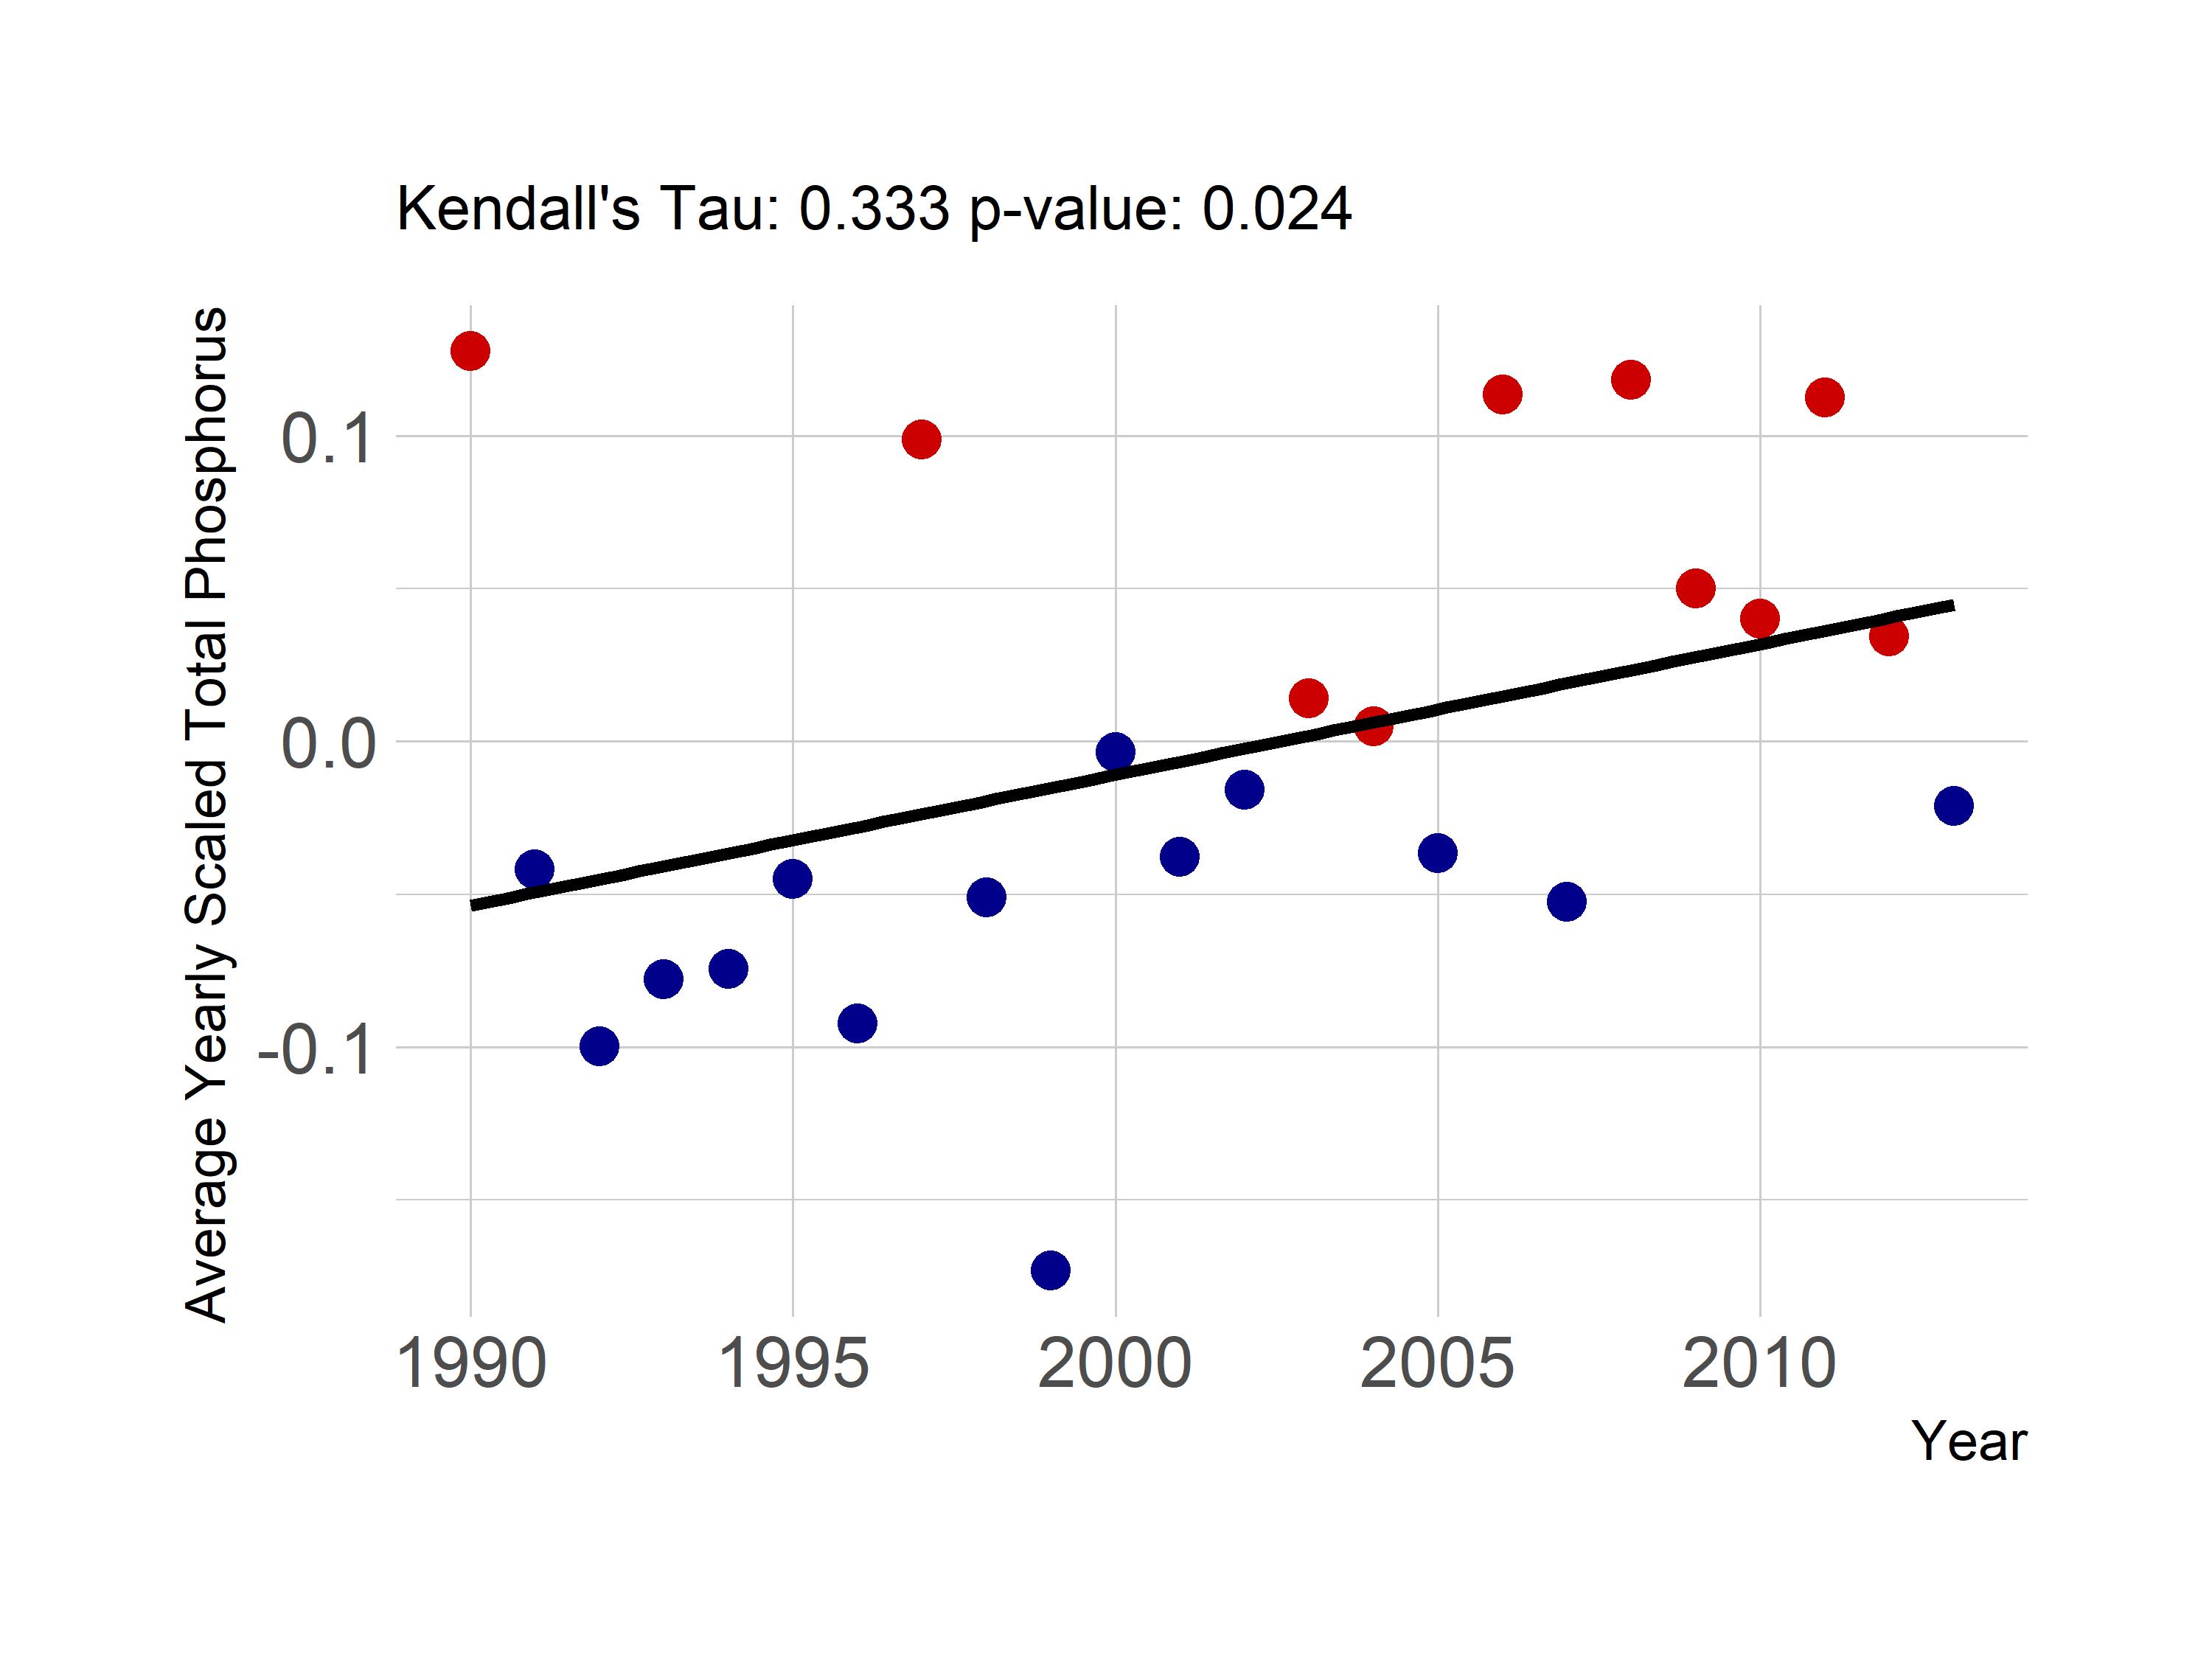 Kendall's Tau: 0.333 p-value: 0.024
Average Yearly Scaled Total Phosphorus
0.1
0.0
-0.1
1990 1995 2000 2005 2010
Year